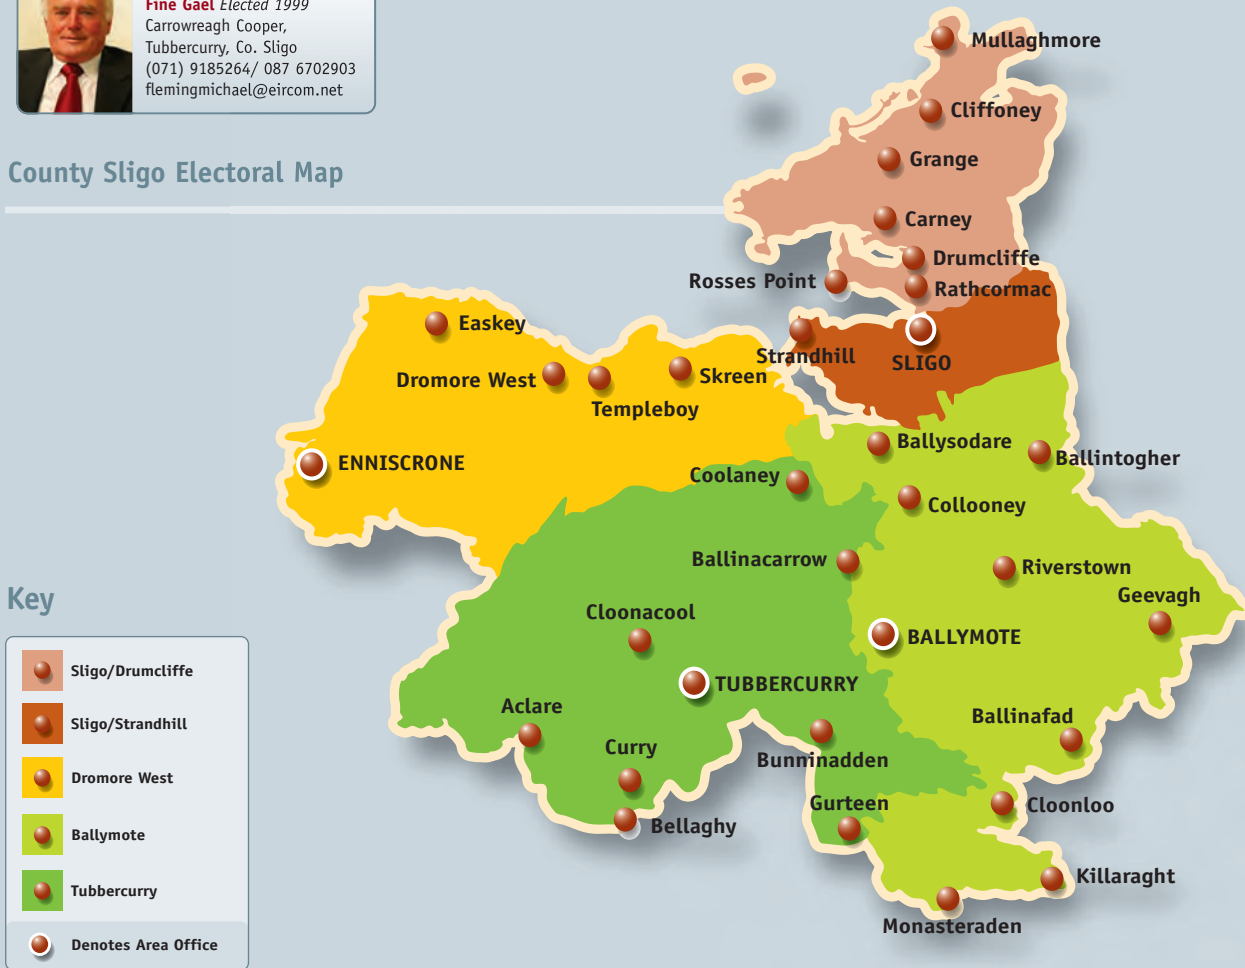 Fine Gael Elected 1999
Carrowreagh Cooper,
Tubbercurry, Co. Sligo
(071) 9185264/ 087 6702903
flemingmichael@eircom.net
County Sligo Electoral Map
Mullaghmore
Cliffoney
Grange
Carney
Drumcliffe
Rosses Point
Rathcormac
Easkey
Strandhill
SLIGO
Dromore West
Skreen
Templeboy
Ballysodare
ENNISCRONE
Ballintogher
Coolaney
Collooney
Ballinacarrow
Riverstown
Geevagh
Cloonacool
BALLYMOTE
TUBBERCURRY
Aclare
Ballinafad
Curry
Bunninadden
Gurteen
Cloonloo
Bellaghy
Killaraght
Monasteraden
Key
Sligo/Drumcliffe
Sligo/Strandhill
Dromore West
Ballymote
Tubbercurry
Denotes Area Office